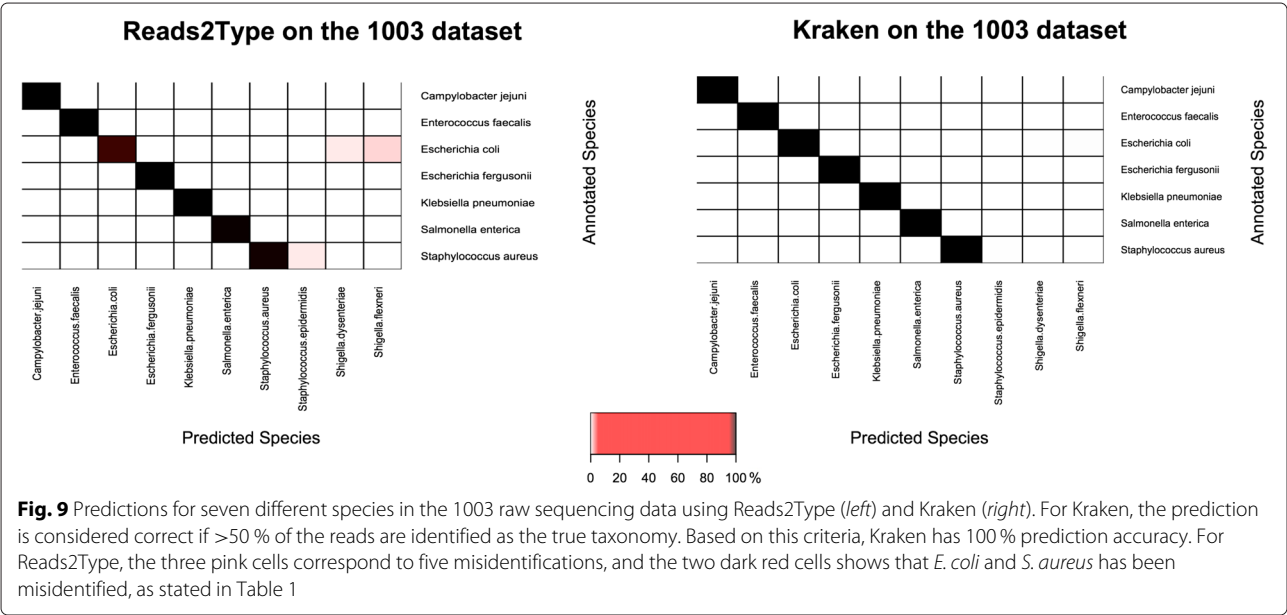 Reads2Type on the 1003 dataset
Campylobacter jejuni
Enterococcus faecalis
Escherichia coli
Escherichia fergusonii
Klebsiella pneumoniae
Salmonella enterica
Staphylococcus aureus
Annotated Species
Campylobacter.jejuni
Enterococcus.faecalis
Escherichia.coli
Escherichia.fergusonii
Klebsiella.pneumoniae
Salmonella.enterica
Staphylococcus.aureus
Staphylococcus.epidermidis
Shigella.dysenteriae
Shigella.flexneri
Predicted Species
Kraken on the 1003 dataset
Campylobacter jejuni
Enterococcus faecalis
Escherichia coli
Escherichia fergusonii
Klebsiella pneumoniae
Salmonella enterica
Staphylococcus aureus
Annotated Species
Campylobacter.jejuni
Enterococcus.faecalis
Escherichia.coli
Escherichia.fergusonii
Klebsiella.pneumoniae
Salmonella.enterica
Staphylococcus.aureus
Staphylococcus.epidermidis
Shigella.dysenteriae
Shigella.flexneri
Predicted Species
0 20 40 60 80 100 %
Fig. 9 Predictions for seven different species in the 1003 raw sequencing data using Reads2Type (left) and Kraken (right). For Kraken, the prediction
is considered correct if >50 % of the reads are identified as the true taxonomy. Based on this criteria, Kraken has 100 % prediction accuracy. For
Reads2Type, the three pink cells correspond to five misidentifications, and the two dark red cells shows that E. coli and S. aureus has been
misidentified, as stated in Table 1